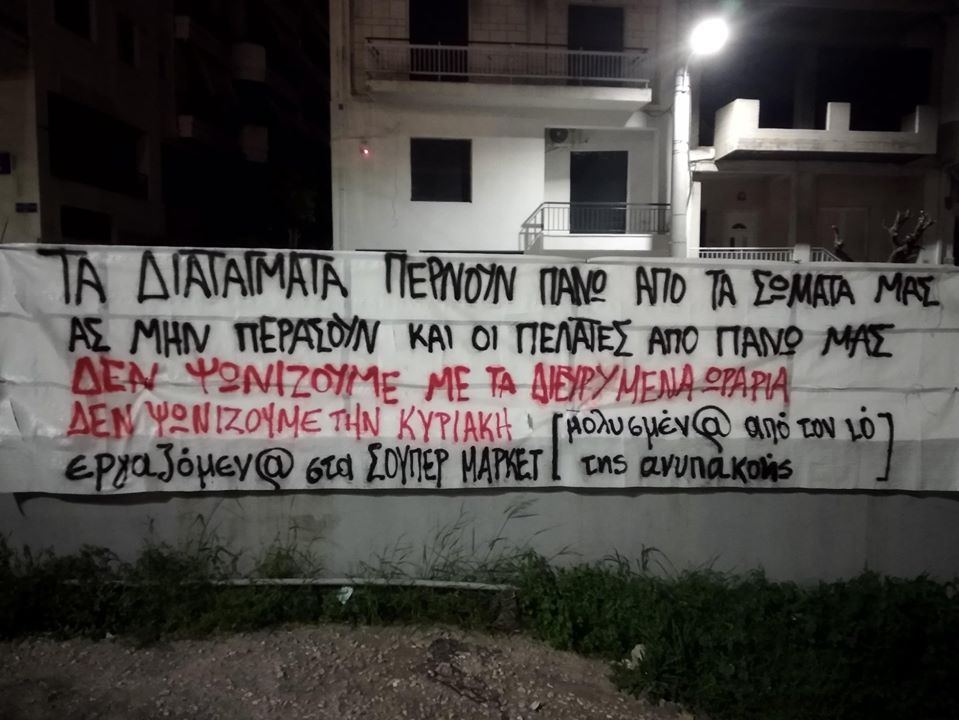 ΤΑ ΔΙΑΤΑΓΜΑΤΑ ΠΕΡΝΟΥΝ ΠΑΝΩ ΑΠΟ ΤΑ ΣΩΜΑΤΑ ΜΑΣ
ΑΣ ΜΗΝ ΠΕΡΑΣΟΥΝ ΚΑΙ ΟΙ ΠΕΛΑΤΕΣ ΑΠΟ ΠΑΝΩ ΜΑΣ
ΔΕΝ ΨΩΝΙΖΟΥΜΕ ΜΕ ΤΑ ΔΙΕΥΡΥΜΕΝΑ ΩΡΑΡΙΑ
ΔΕΝ ΨΩΝΙΖΟΥΜΕ ΤΗΝ ΚΥΡΙΑΚΗ
εργαζόμεν@ στα ΣΟΥΠΕΡ ΜΑΡΚΕΤ
[μολυσμέν@ από τον ιό
της ανυπακοής]